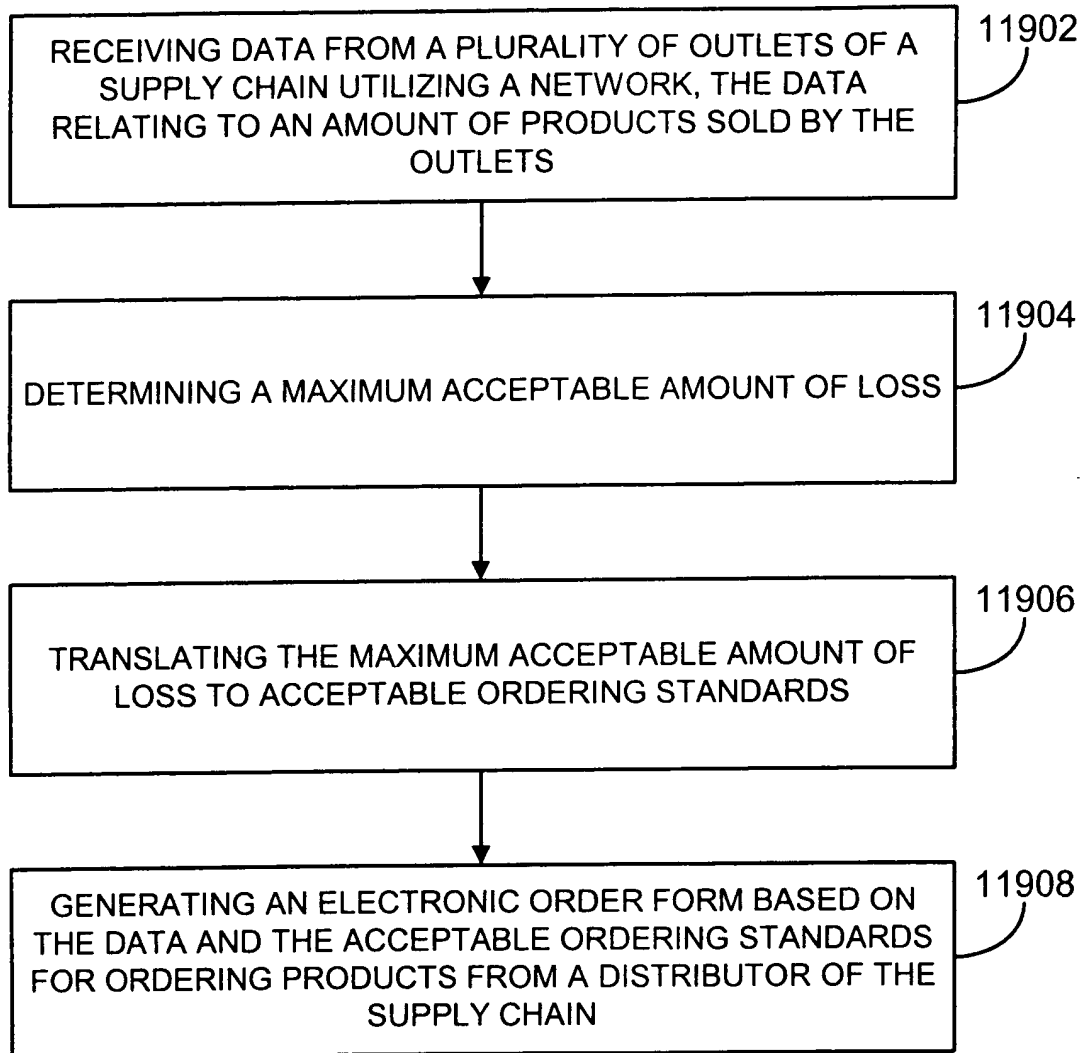 11902
RECEIVING DATA FROM A PLURALITY OF OUTLETS OF A
SUPPLY CHAIN UTILIZING A NETWORK, THE DATA
RELATING TO AN AMOUNT OF PRODUCTS SOLD BY THE
OUTLETS
11904
DETERMINING A MAXIMUM ACCEPTABLE AMOUNT OF LOSS
11906
TRANSLATING THE MAXIMUM ACCEPTABLE AMOUNT OF
LOSS TO ACCEPTABLE ORDERING STANDARDS
11908
GENERATING AN ELECTRONIC ORDER FORM BASED ON
THE DATA AND THE ACCEPTABLE ORDERING STANDARDS
FOR ORDERING PRODUCTS FROM A DISTRIBUTOR OF THE
SUPPLY CHAIN